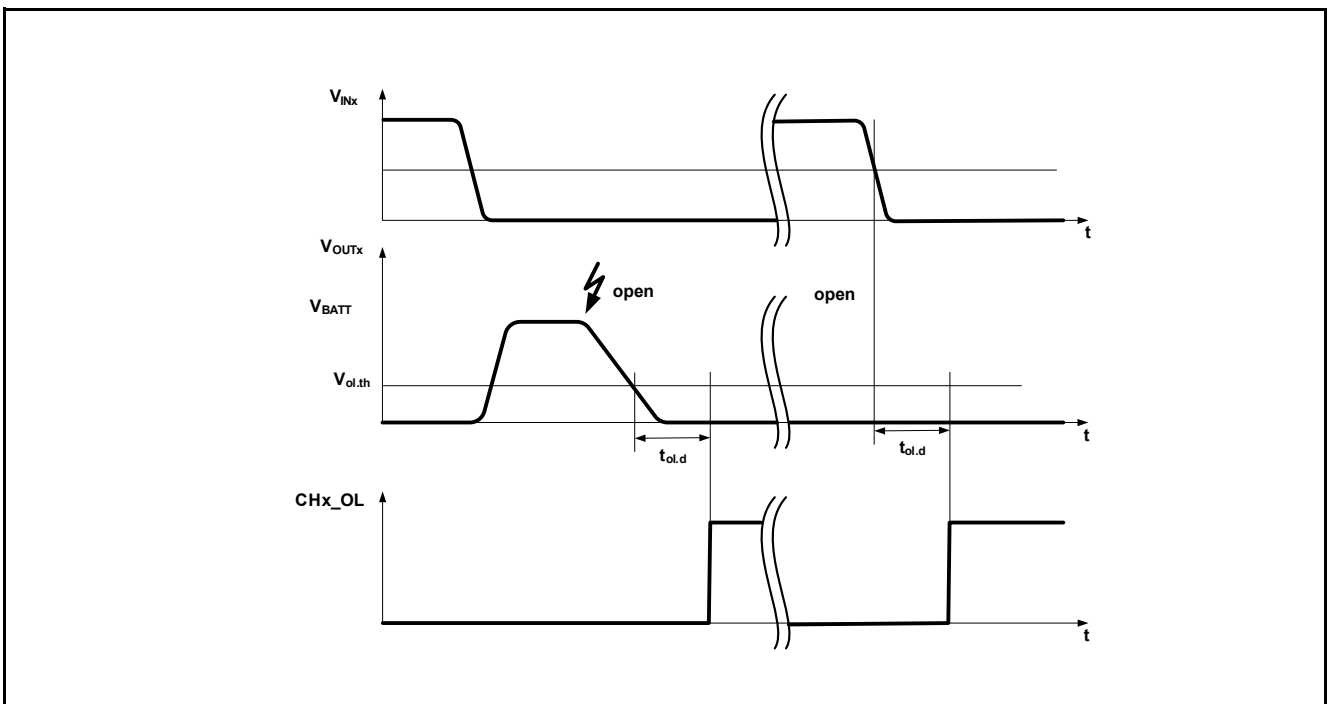 VINx
t
VOUTx
open
open
VBATT
Vol.th
t
tol.d
tol.d
CHx_OL
t